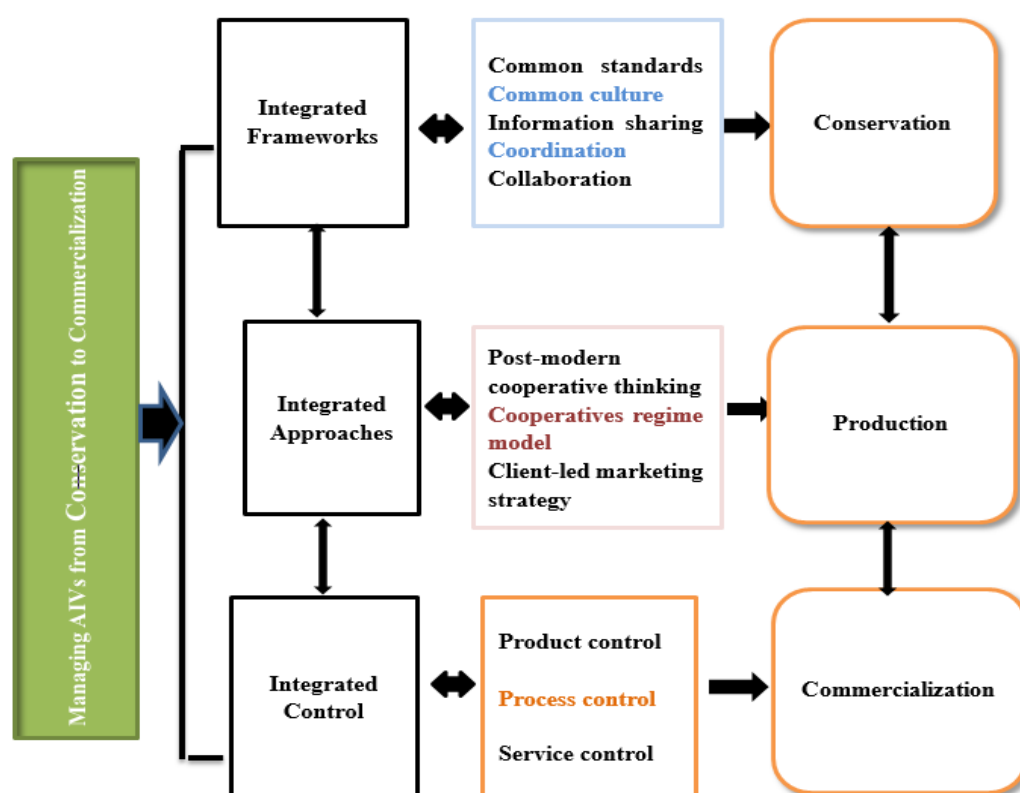 Managing AIVs from Conservation to Commercialization
Integrated
Frameworks
Common standards
Common culture
Information sharing
Coordination
Collaboration
Conservation
Integrated
Approaches
Post-modern
cooperative thinking
Cooperatives regime
model
Client-led marketing
strategy
Production
Integrated
Control
Product control
Process control
Service control
Commercialization